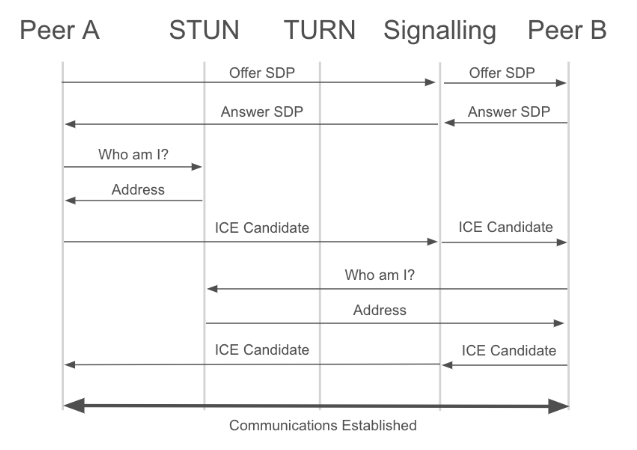 Peer A STUN TURN Signalling Peer B
Offer SDP Offer SDP
Answer SDP Answer SDP
Who am I?
Address
ICE Candidate ICE Candidate
Who am I?
Address
ICE Candidate ICE Candidate
Communications Established